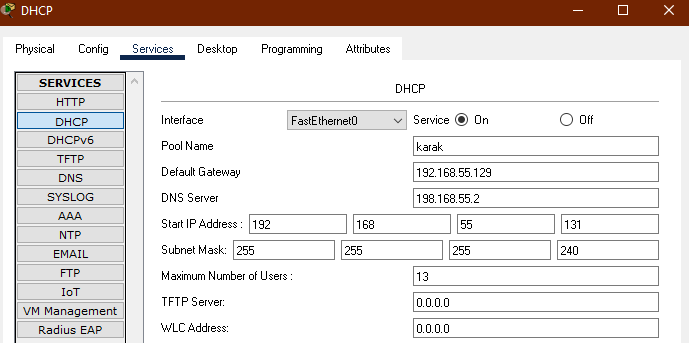 DHCP
Physical Config Services Desktop Programming Attributes
SERVICES
HTTP
DHCP
DHCPv6
TFTP
DNS
SYSLOG
AAA
NTP
EMAIL
FTP
IoT
VM Management
Radius EAP
DHCP
Interface FastEthernet0 Service On Off
Pool Name karak
Default Gateway 192.168.55.129
DNS Server 198.168.55.2
Start IP Address : 192 168 55 131
Subnet Mask: 255 255 255 240
Maximum Number of Users : 13
TFTP Server: 0.0.0.0
WLC Address: 0.0.0.0